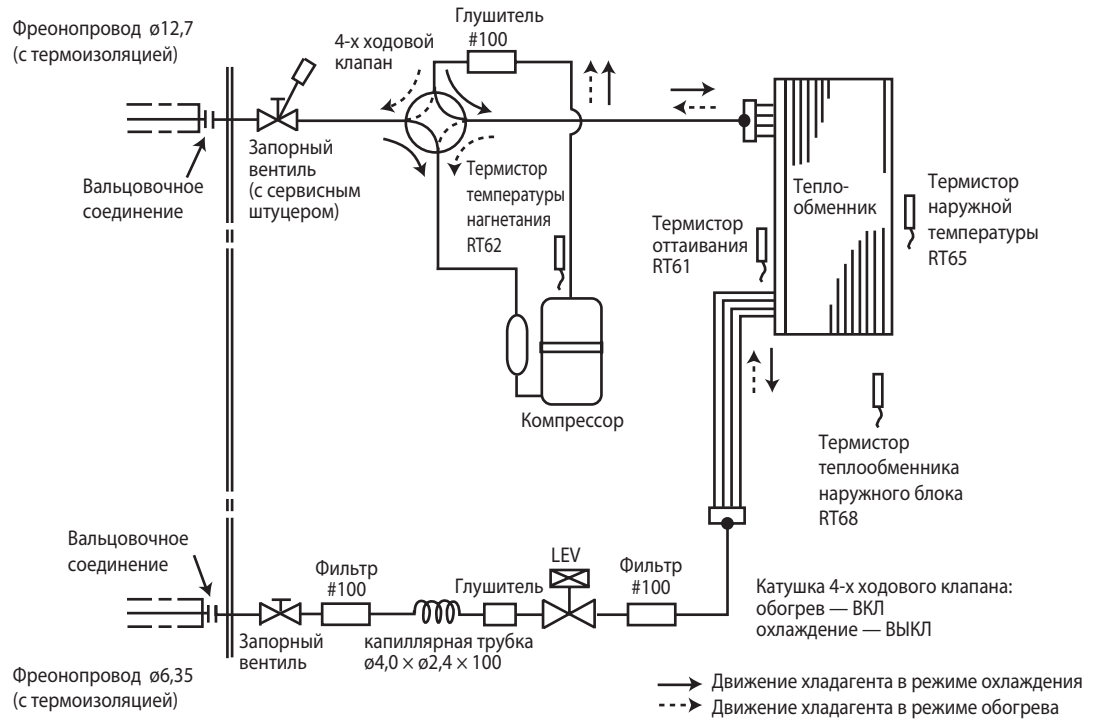 Фреонопровод ø12,7
(с термоизоляцией)
4-х ходовой
клапан
Глушитель
#100
Запорный
вентиль
(с сервисным
штуцером)
Вальцовочное
соединение
Термистор
температуры
нагнетания
RT62
Тепло-
обменник
Термистор
оттаивания
RT61
Термистор
наружной
температуры
RT65
Компрессор
Термистор
теплообменника
наружного блока
RT68
Вальцовочное
соединение
Фильтр
#100
Глушитель
LEV
Фильтр
#100
Запорный
вентиль
капиллярная трубка
ø4,0 × ø2,4 × 100
Катушка 4-х ходового клапана:
обогрев — ВКЛ
охлаждение — ВЫКЛ
Фреонопровод ø6,35
(с термоизоляцией)
Движение хладагента в режиме охлаждения
Движение хладагента в режиме обогрева